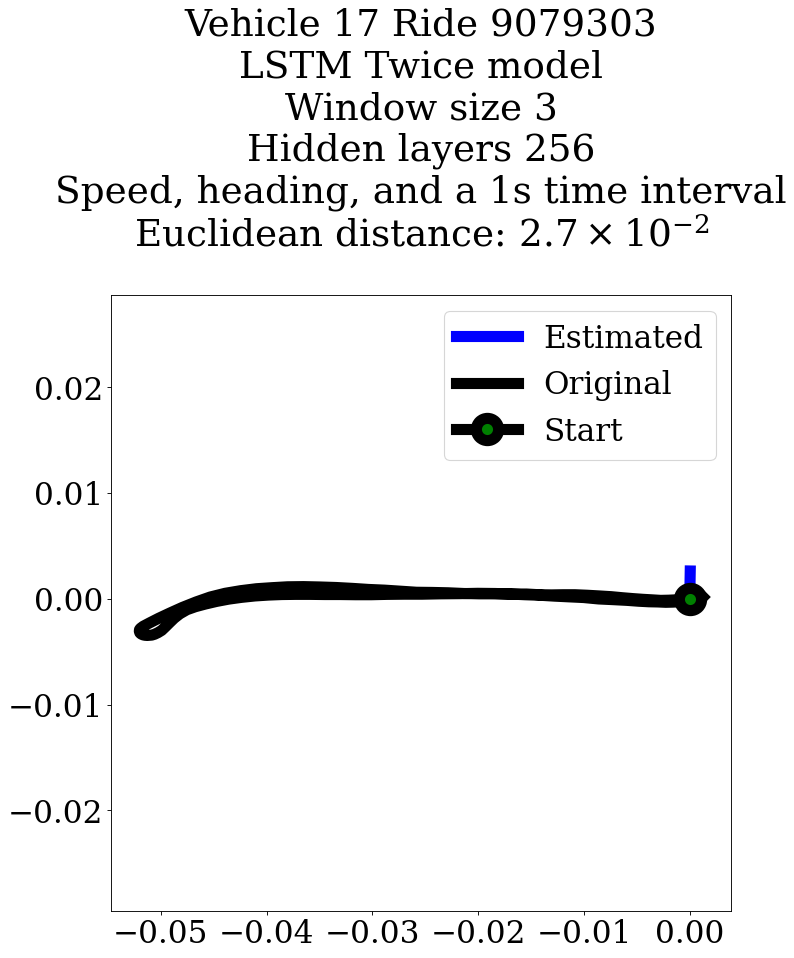 Vehicle 17 Ride 9079303
LSTM Twice model
Window size 3
Hidden layers 256
Speed, heading, and a 1s time interval
Euclidean distance: 2.7 × 10⁻²
Estimated
Original
Start
0.02
0.01
0.00
−0.01
−0.02
−0.05 −0.04 −0.03 −0.02 −0.01 0.00